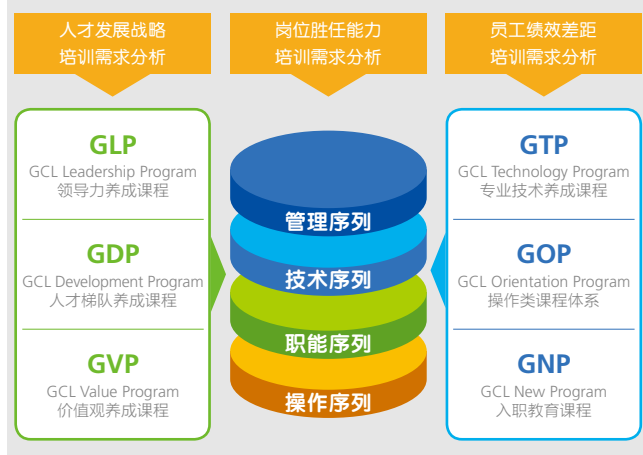 人才发展战略
培训需求分析
岗位胜任能力
培训需求分析
员工绩效差距
培训需求分析
GLP
GCL Leadership Program
领导力养成课程
GDP
GCL Development Program
人才梯队养成课程
GVP
GCL Value Program
价值观养成课程
管理序列
技术序列
职能序列
操作序列
GTP
GCL Technology Program
专业技术养成课程
GOP
GCL Orientation Program
操作类课程体系
GNP
GCL New Program
入职教育课程